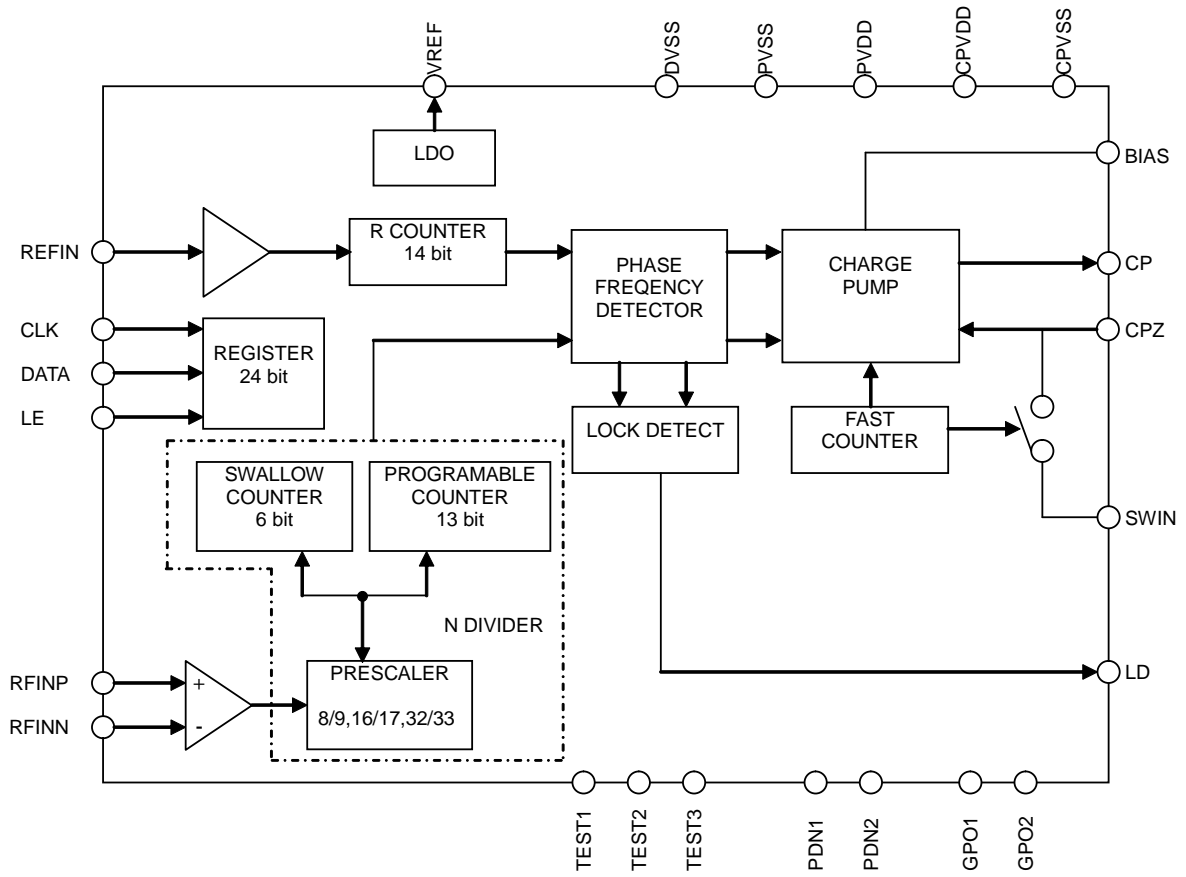 VREF
DVSS
PVSS
PVDD
CPVDD
CPVSS
LDO
BIAS
REFIN
R COUNTER
14 bit
PHASE
FREQENCY
DETECTOR
CHARGE
PUMP
CP
CLK
DATA
LE
REGISTER
24 bit
CPZ
LOCK DETECT
FAST
COUNTER
SWALLOW
COUNTER
6 bit
PROGRAMABLE
COUNTER
13 bit
SWIN
N DIVIDER
RFINP
RFINN
+
-
PRESCALER
8/9,16/17,32/33
LD
TEST1
TEST2
TEST3
PDN1
PDN2
GPO1
GPO2